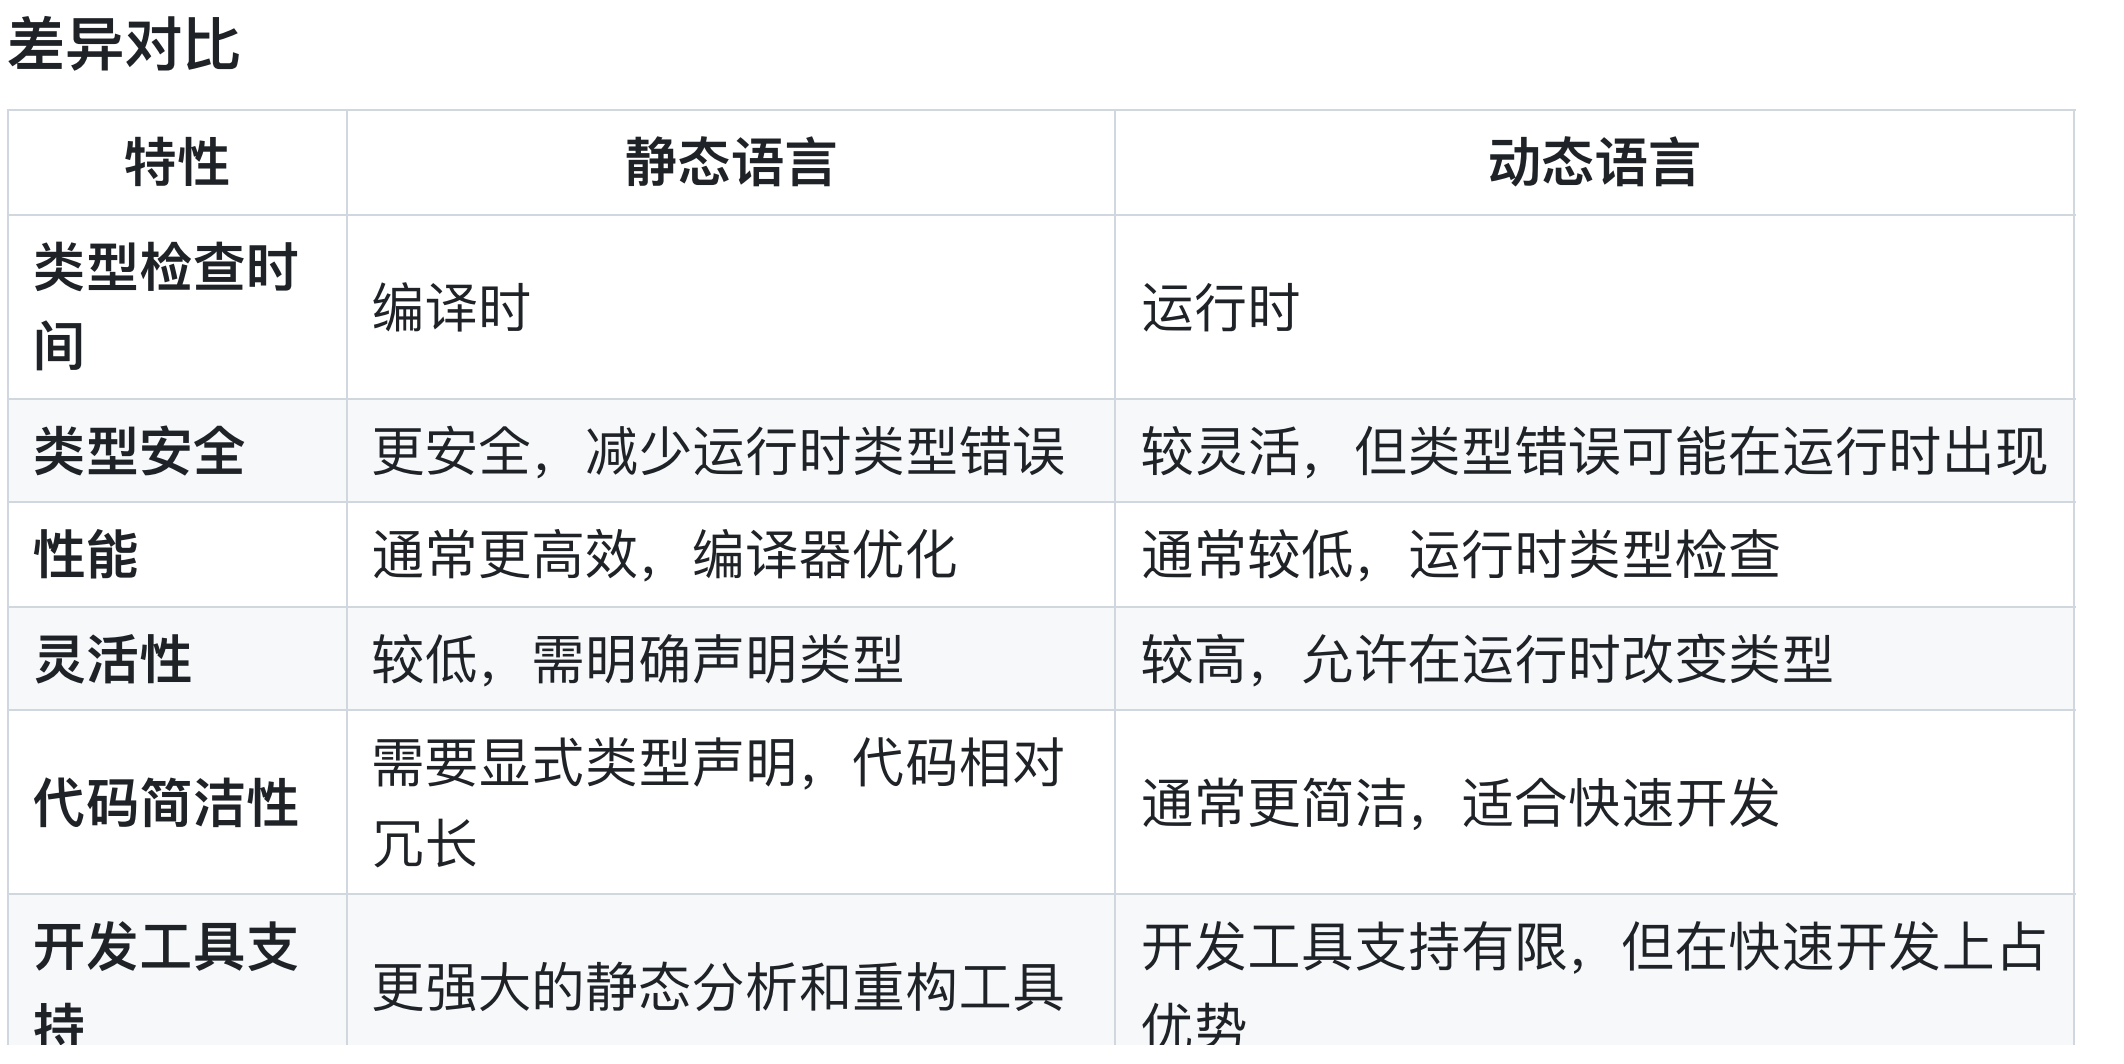 差异对比
特性 静态语言 动态语言
类型检查时
间
编译时
运行时
类型安全 更安全，减少运行时类型错误 较灵活，但类型错误可能在运行时出现
性能 通常更高效，编译器优化 通常较低，运行时类型检查
灵活性 较低，需明确声明类型 较高，允许在运行时改变类型
代码简洁性
需要显式类型声明，代码相对
冗长
通常更简洁，适合快速开发
开发工具支
持
更强大的静态分析和重构工具
开发工具支持有限，但在快速开发上占
优势